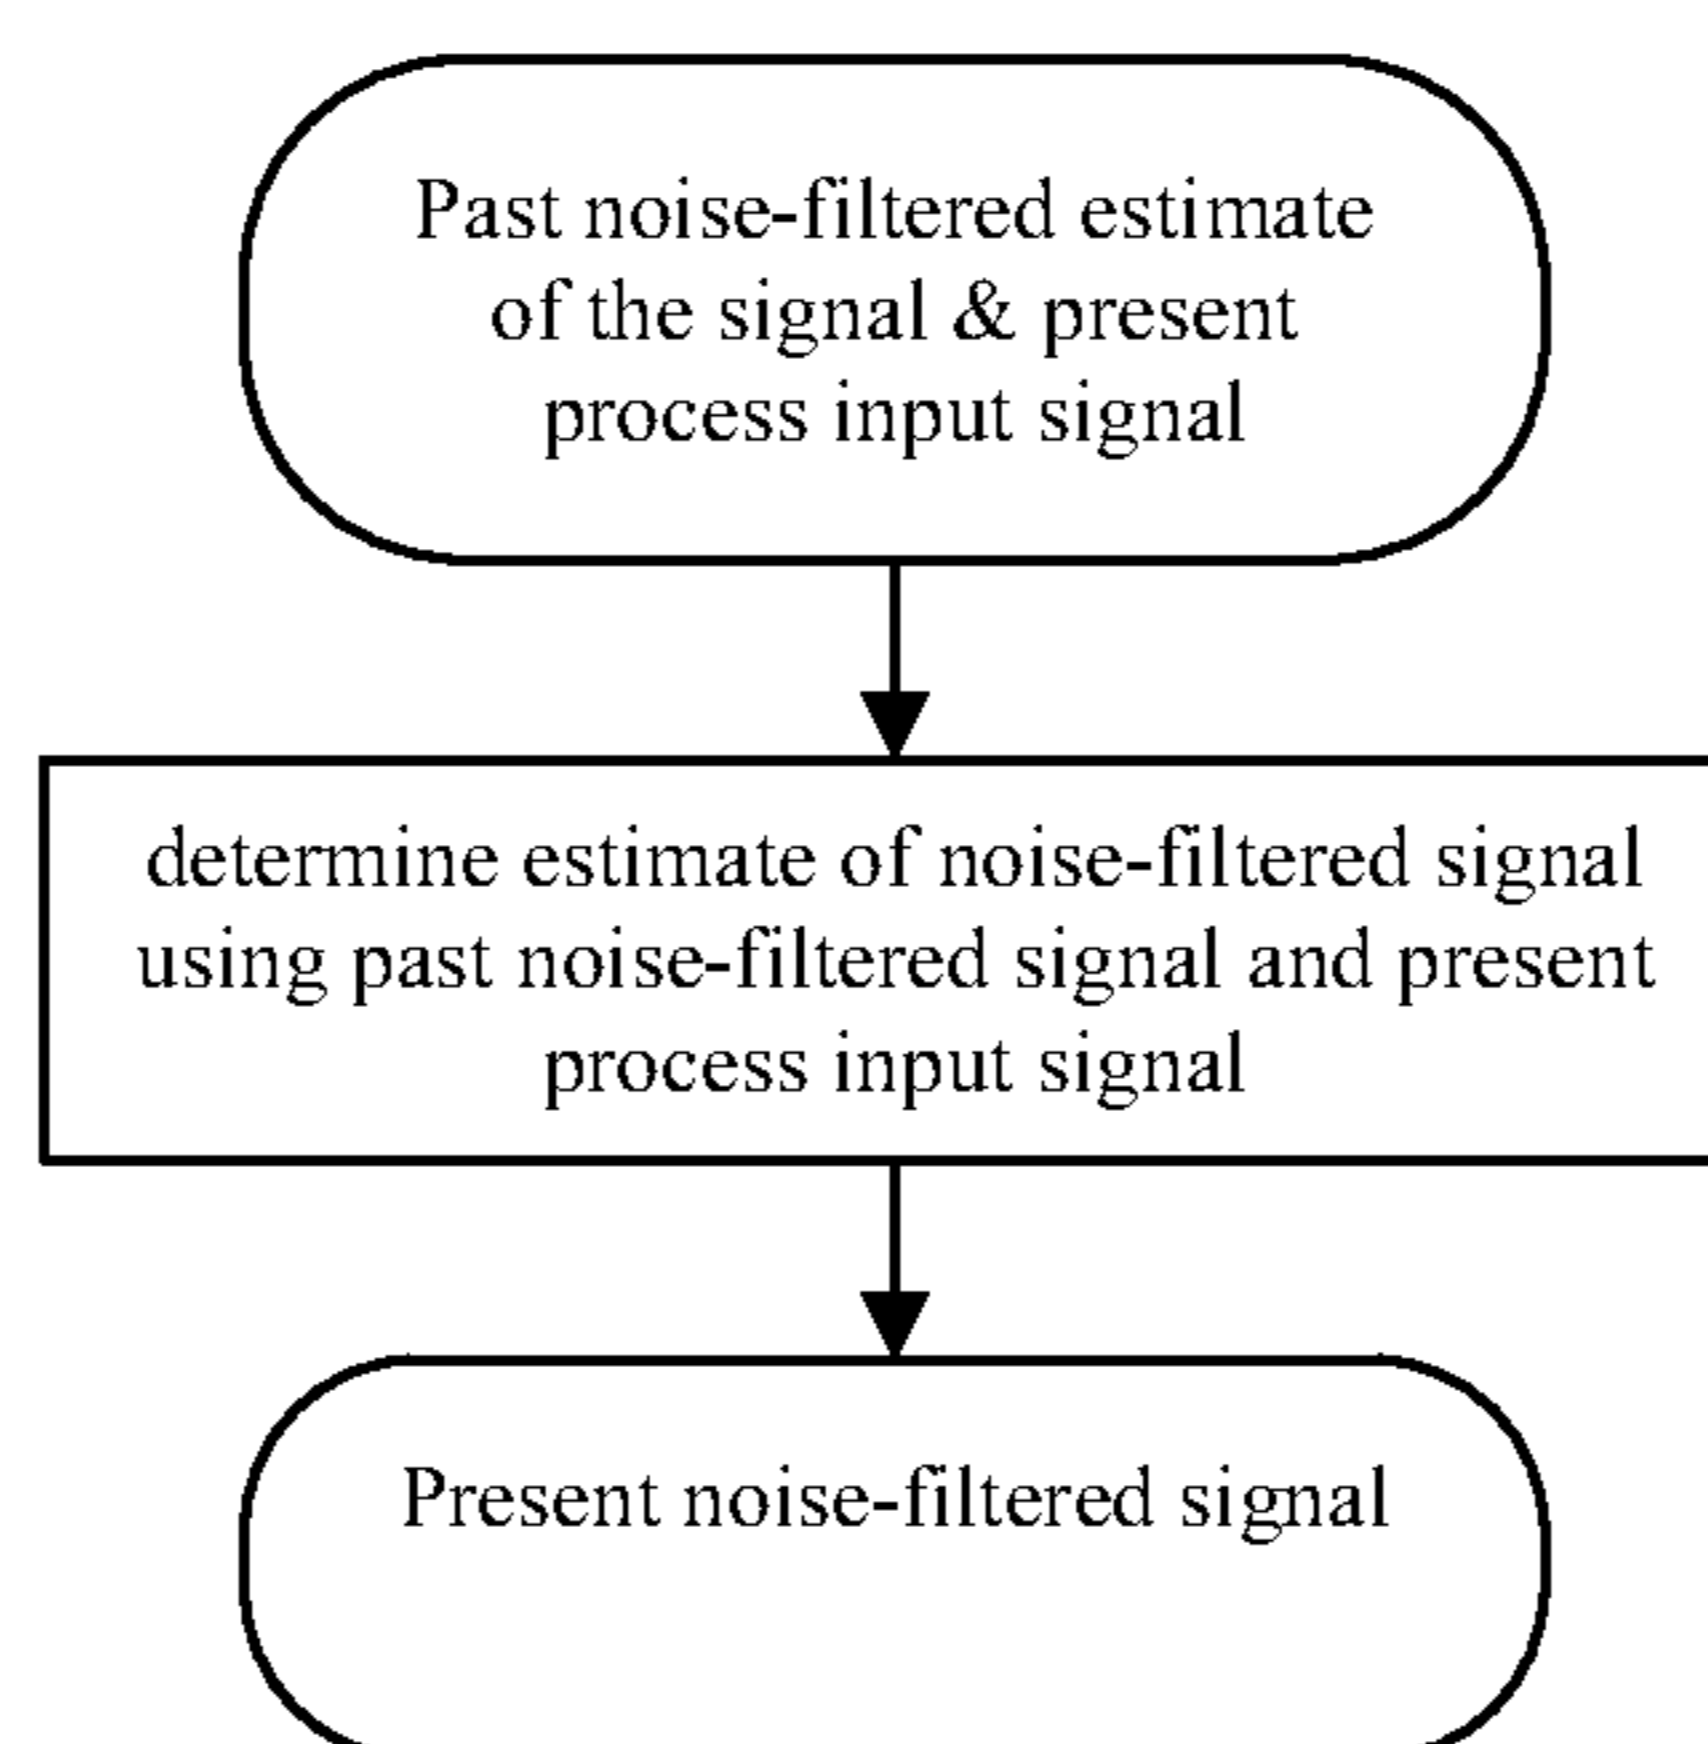 Past noise-filtered estimate
of the signal & present
process input signal
determine estimate of noise-filtered signal
using past noise-filtered signal and present
process input signal
Present noise-filtered signal